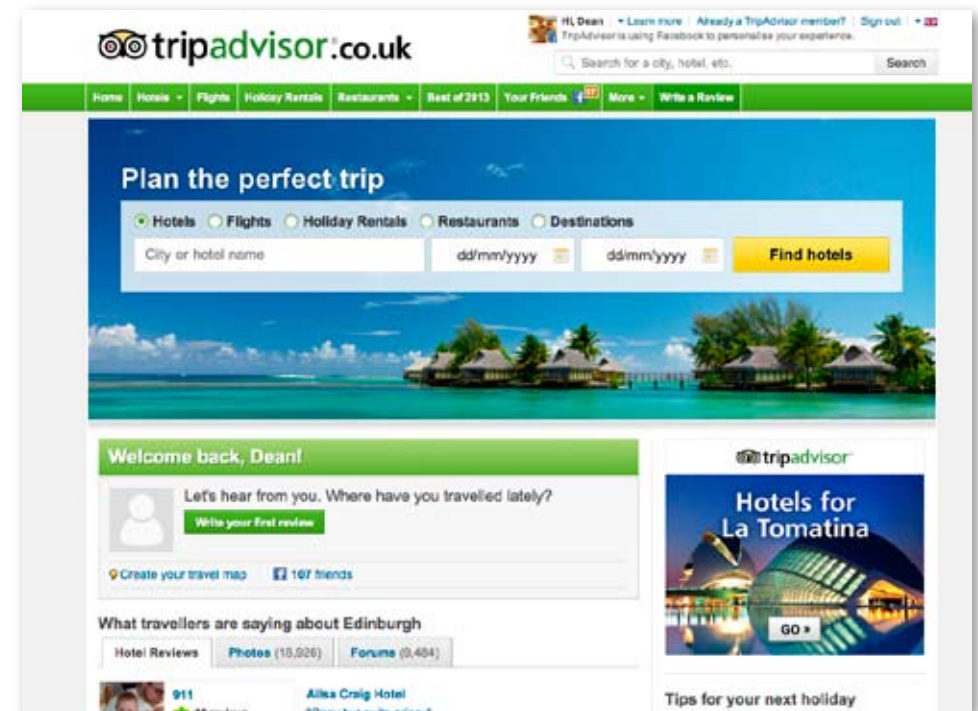 tripadvisor.co.uk
Hi, Dean Learn more Already a TripAdvisor member? Sign out
TripAdvisor is using Facebook to personalise your experience.
Search for a city, hotel, etc. Search
Home Hotels Flights Holiday Rentals Restaurants Best of 2013 Your Friends More Write a Review
Plan the perfect trip
Hotels Flights Holiday Rentals Restaurants Destinations
City or hotel name dd/mm/yyyy dd/mm/yyyy Find hotels
Welcome back, Dean!
Let's hear from you. Where have you travelled lately?
Write your first review
Create your travel map 107 friends
tripadvisor
Hotels for
La Tomatina
GO »
What travellers are saying about Edinburgh
Hotel Reviews Photos (18,926) Forums (9,484)
911 Ailsa Craig Hotel
Tips for your next holiday